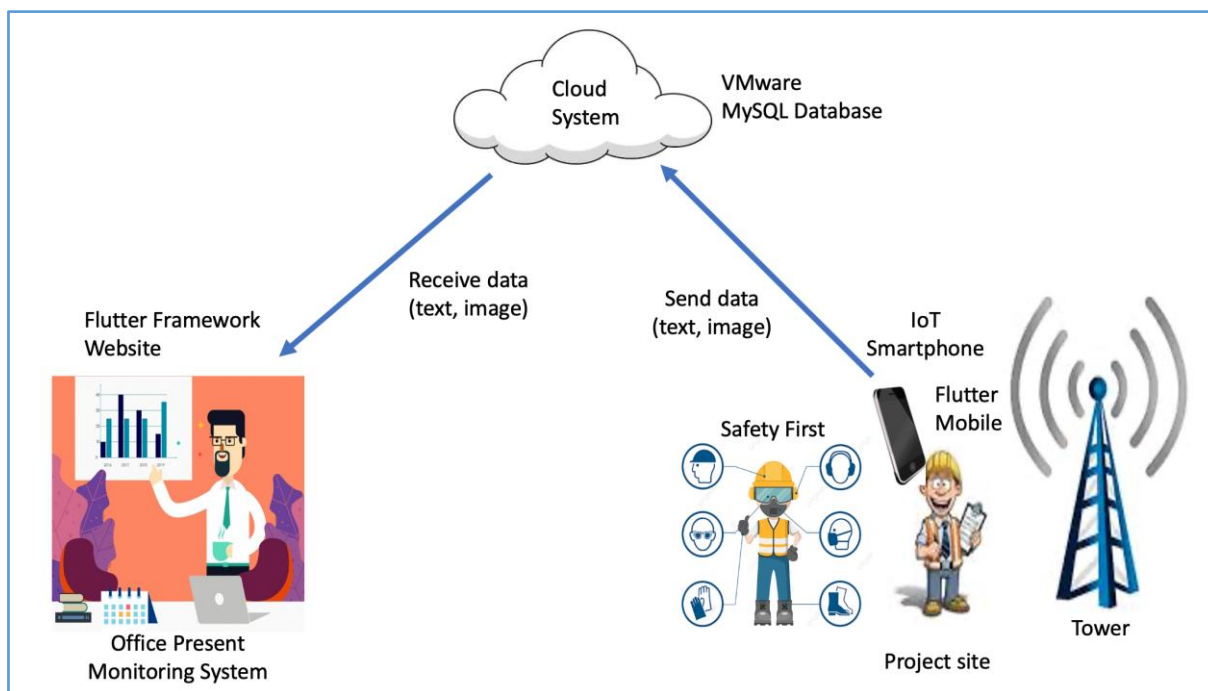 Cloud
System
VMware
MySQL Database
Receive data
(text, image)
Send data
(text, image)
Flutter Framework
Website
IoT
Smartphone
Flutter
Mobile
Safety First
Office Present
Monitoring System
Project site
Tower